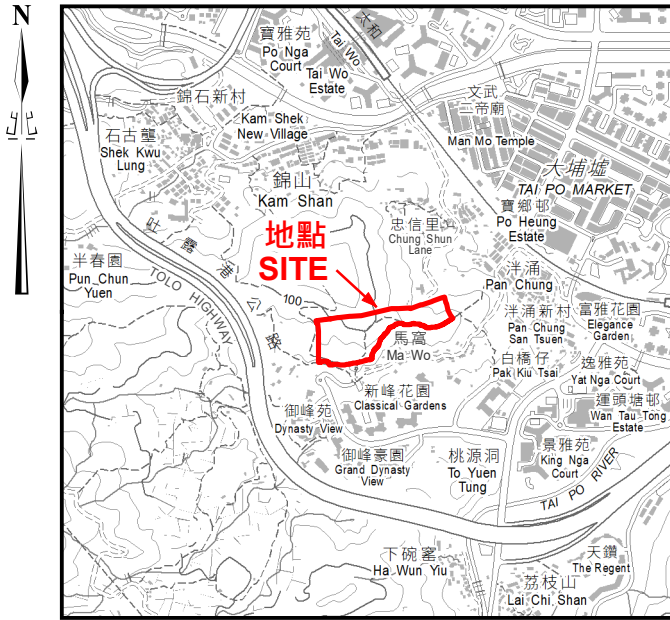 N
太和
Tai Wo
寶雅苑
Po Nga
Court
Tai Wo
Estate
錦石新村
Kam Shek
New Village
石古壟
Shek Kwu
Lung
文武
二帝廟
Man Mo Temple
大埔墟
TAI PO MARKET
錦山
Kam Shan
寶鄉邨
Po Heung
Estate
忠信里
Chung Shun
Lane
地點
SITE
半春園
Pun Chun
Yuen
吐露港公路
TOLO HIGHWAY
100
泮涌
Pan Chung
泮涌新村
Pan Chung
San Tsuen
富雅花園
Elegance
Garden
馬窩
Ma Wo
白橋仔
Pak Kiu Tsai
逸雅苑
Yat Nga Court
新峰花園
Classical Gardens
運頭塘邨
Wan Tau Tong
Estate
御峰苑
Dynasty View
御峰豪園
Grand Dynasty
View
桃源洞
To Yuen
Tung
景雅苑
King Nga
Court
TAI PO RIVER
下碗窰
Ha Wun Yiu
天鑽
The Regent
荔枝山
Lai Chi Shan